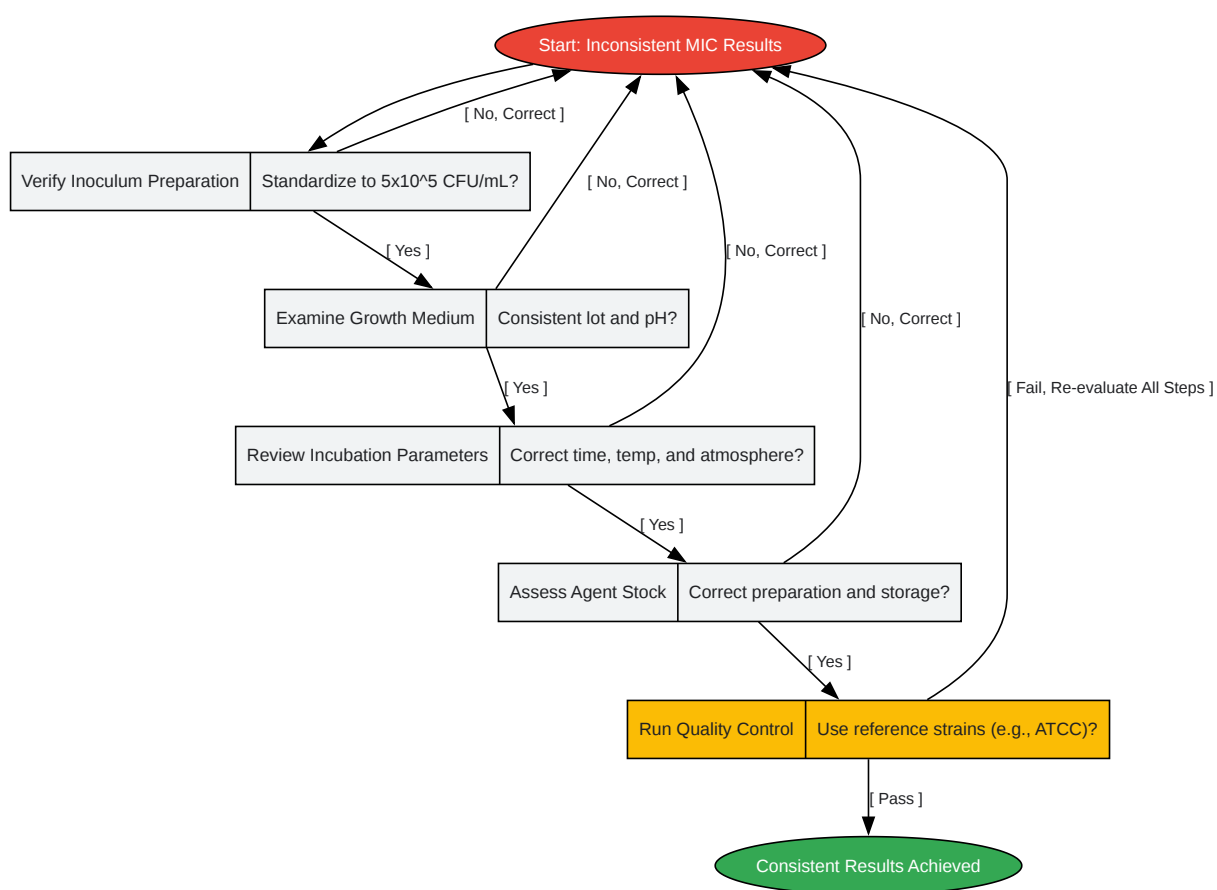 Start: Inconsistent MIC Results
[ No, Correct ]
Verify Inoculum Preparation
Standardize to 5x10^5 CFU/mL?
[ No, Correct ]
[ Yes ]
[ No, Correct ]
Examine Growth Medium
Consistent lot and pH?
[ No, Correct ]
[ Yes ]
[ Fail, Re-evaluate All Steps ]
Review Incubation Parameters
Correct time, temp, and atmosphere?
[ Yes ]
Assess Agent Stock
Correct preparation and storage?
[ Yes ]
Run Quality Control
Use reference strains (e.g., ATCC)?
[ Pass ]
Consistent Results Achieved